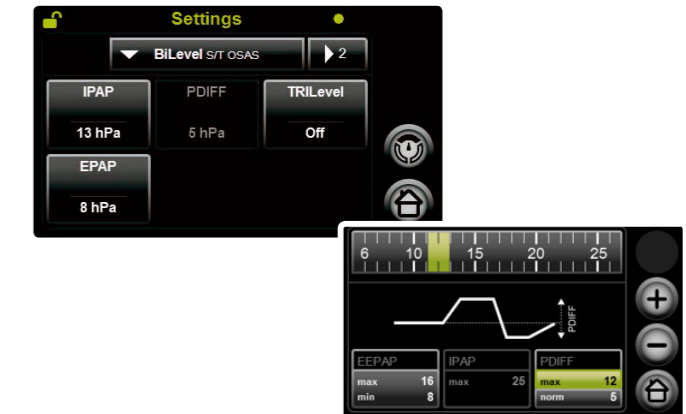 Settings
BiLevel S/T OSAS 2
IPAP PDIFF TRILevel
13 hPa 5 hPa Off
EPAP
8 hPa
6 10 15 20 25
PDIFF
EEPAP IPAP PDIFF
max 16 max 25 max 12
min 8 norm 5